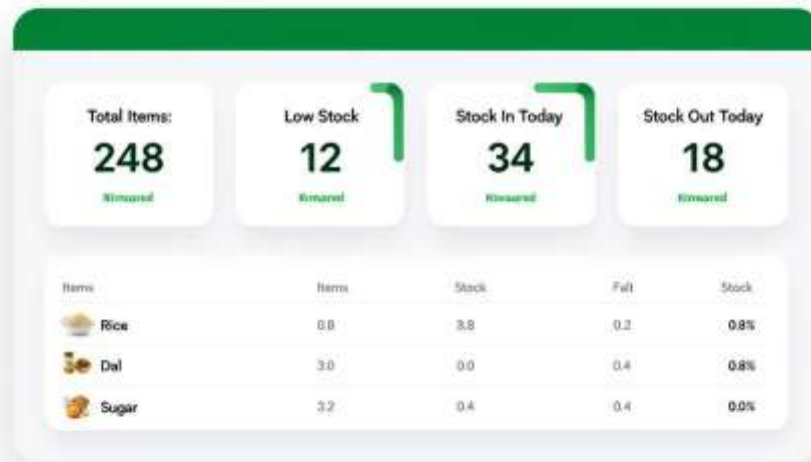 Total Items:
248
Low Stock
12
Stock In Today
34
Stock Out Today
18
Items Items Stock Falt Stock
Rice 0.8 3.8 0.2 0.8%
Dal 3.0 0.0 0.4 0.8%
Sugar 3.2 0.4 0.4 0.0%